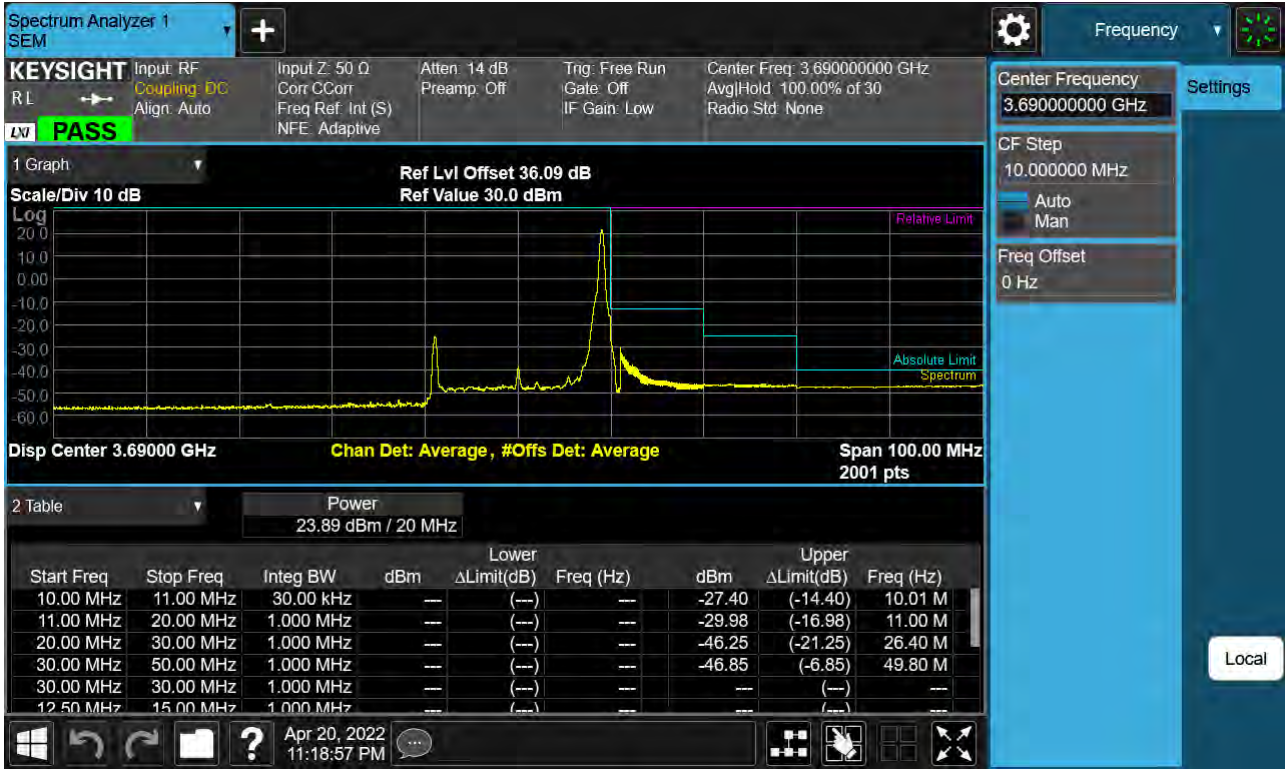 Spectrum Analyzer 1
SEM
+
Frequency
KEYSIGHT
R L
LXI
PASS
Input: RF
Coupling: DC
Align: Auto
Input Z: 50 Ω
Corr CCorr
Freq Ref: Int (S)
NFE: Adaptive
Atten: 14 dB
Preamp: Off
Trig: Free Run
Gate: Off
IF Gain: Low
Center Freq: 3.690000000 GHz
Avg|Hold: 100.00% of 30
Radio Std: None
Center Frequency
3.690000000 GHz
Settings
CF Step
10.000000 MHz
Auto
Man
Freq Offset
0 Hz
1 Graph
Scale/Div 10 dB
Ref Lvl Offset 36.09 dB
Ref Value 30.0 dBm
Log
20.0
10.0
0.00
-10.0
-20.0
-30.0
-40.0
-50.0
-60.0
Relative Limit
Absolute Limit
Spectrum
Disp Center 3.69000 GHz
Chan Det: Average, #Offs Det: Average
Span 100.00 MHz
2001 pts
2 Table
Power
23.89 dBm / 20 MHz
Lower Upper
Start Freq Stop Freq Integ BW dBm ΔLimit(dB) Freq (Hz) dBm ΔLimit(dB) Freq (Hz)
10.00 MHz 11.00 MHz 30.00 kHz --- (---) --- -27.40 (-14.40) 10.01 M
11.00 MHz 20.00 MHz 1.000 MHz --- (---) --- -29.98 (-16.98) 11.00 M
20.00 MHz 30.00 MHz 1.000 MHz --- (---) --- -46.25 (-21.25) 26.40 M
30.00 MHz 50.00 MHz 1.000 MHz --- (---) --- -46.85 (-6.85) 49.80 M
30.00 MHz 30.00 MHz 1.000 MHz --- (---) --- --- (---) ---
12.50 MHz 15.00 MHz 1.000 MHz --- (---) --- --- (---) ---
Local
?
Apr 20, 2022
11:18:57 PM